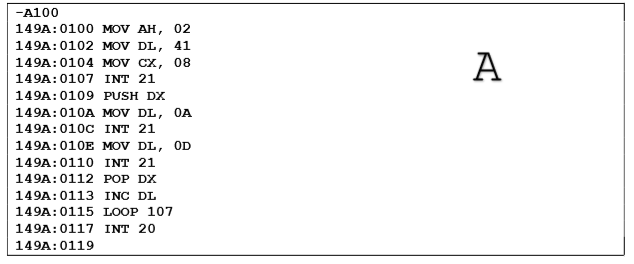 -A100
149A:0100 MOV AH, 02
149A:0102 MOV DL, 41
149A:0104 MOV CX, 08
149A:0107 INT 21
149A:0109 PUSH DX
149A:010A MOV DL, 0A
149A:010C INT 21
149A:010E MOV DL, 0D
149A:0110 INT 21
149A:0112 POP DX
149A:0113 INC DL
149A:0115 LOOP 107
149A:0117 INT 20
149A:0119
A